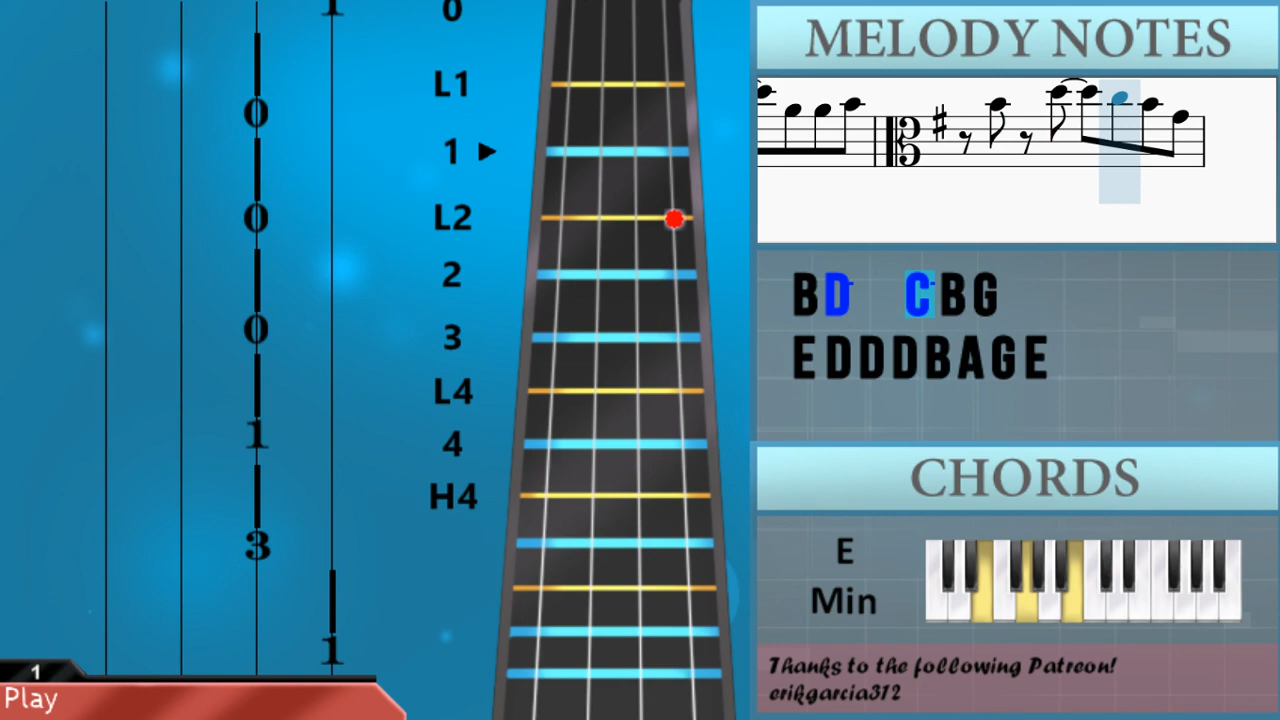 1
0
0
0
0
1
3
1
1
Play
0
L1
1
L2
2
3
L4
4
H4
MELODY NOTES
BD CBG
EDDDBAGE
CHORDS
E
Min
Thanks to the following Patreon!
erikgarcia312